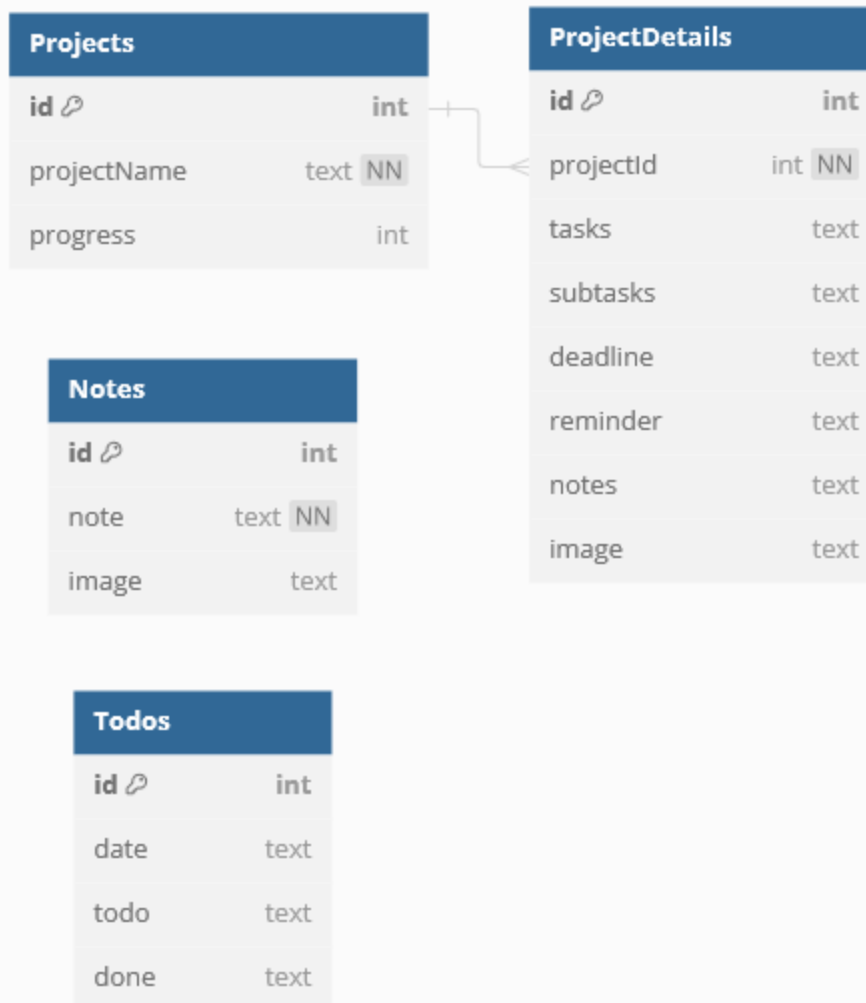 Projects
id int
projectName text NN
progress int
ProjectDetails
id int
projectId int NN
tasks text
subtasks text
deadline text
reminder text
notes text
image text
Notes
id int
note text NN
image text
Todos
id int
date text
todo text
done text